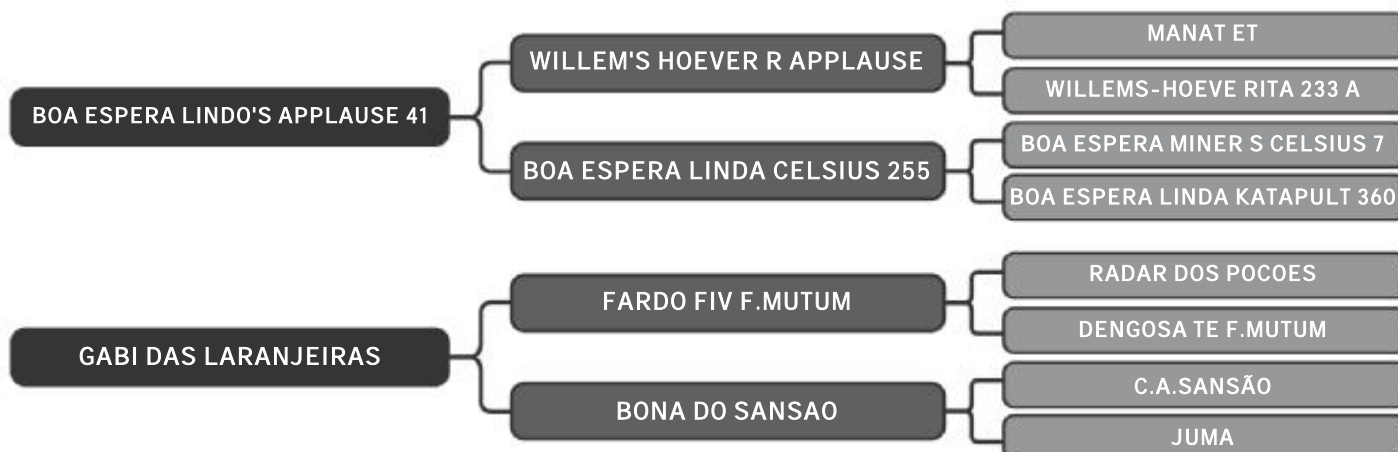 MANAT ET
WILLEM'S HOEVER R APPLAUSE
WILLEMS-HOEVE RITA 233 A
BOA ESPERA LINDO'S APPLAUSE 41
BOA ESPERA MINER S CELSIUS 7
BOA ESPERA LINDA CELSIUS 255
BOA ESPERA LINDA KATAPULT 360
RADAR DOS POCOES
FARDO FIV F.MUTUM
DENGOSA TE F.MUTUM
GABI DAS LARANJEIRAS
C.A.SANSÃO
BONA DO SANSAO
JUMA